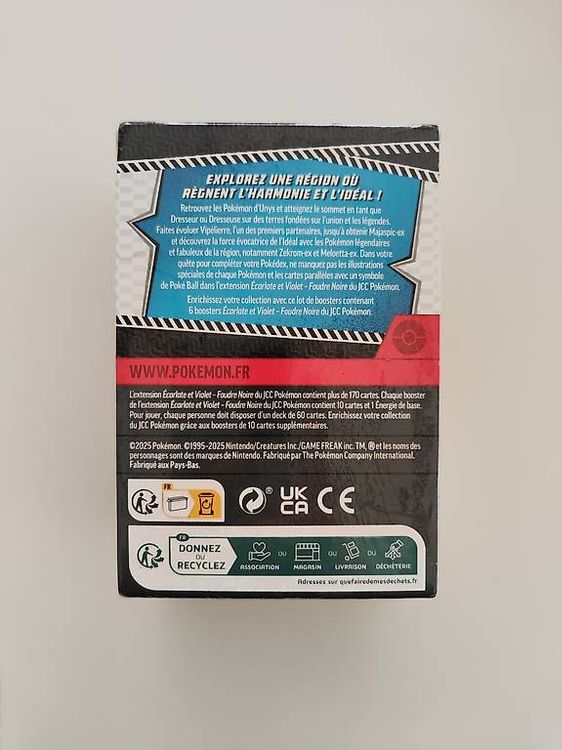 EXPLOREZ UNE RÉGION OÙ
RÈGNENT L'HARMONIE ET L'IDÉAL !
Retrouvez les Pokémon d'Unys et atteignez le sommet en tant que
Dresseur ou Dresseuse sur des terres fondées sur l'union et les légendes.
Faites évoluer Vipélierre, l'un des premiers partenaires, jusqu'à obtenir Majaspic-ex
et découvrez la force évocatrice de l'Idéal avec les Pokémon légendaires
et fabuleux de la région, notamment Zekrom-ex et Meloetta-ex. Dans votre
quête pour compléter votre Pokédex, ne manquez pas les illustrations
spéciales de chaque Pokémon et les cartes parallèles avec un symbole
de Poké Ball dans l'extension Écarlate et Violet – Foudre Noire du JCC Pokémon.
Enrichissez votre collection avec ce lot de boosters contenant
6 boosters Écarlate et Violet – Foudre Noire du JCC Pokémon.
WWW.POKEMON.FR
L'extension Écarlate et Violet – Foudre Noire du JCC Pokémon contient plus de 170 cartes. Chaque booster
de l'extension Écarlate et Violet – Foudre Noire du JCC Pokémon contient 10 cartes et 1 Énergie de base.
Pour jouer, chaque personne doit disposer d'un deck de 60 cartes. Enrichissez votre collection
du JCC Pokémon grâce aux boosters de 10 cartes supplémentaires.
©2025 Pokémon. ©1995-2025 Nintendo/Creatures Inc./GAME FREAK inc. TM, ® et les noms des
personnages sont des marques de Nintendo. Fabriqué par The Pokémon Company International.
Fabriqué aux Pays-Bas.
FR
® UK
CA CE
FR
DONNEZ
OU
RECYCLEZ
ASSOCIATION OU MAGASIN OU LIVRAISON OU DÉCHÈTERIE
Adresses sur quefairedemesdechets.fr